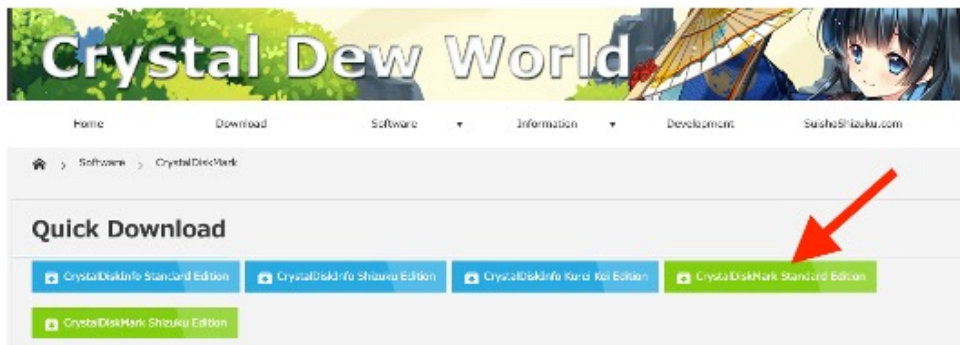 Crystal Dew World
Home Download Software Information Development SuishoShizuku.com
Software > CrystalDiskMark
Quick Download
CrystalDiskInfo Standard Edition CrystalDiskInfo Shizuku Edition CrystalDiskInfo Kurei Kei Edition CrystalDiskMark Standard Edition
CrystalDiskMark Shizuku Edition